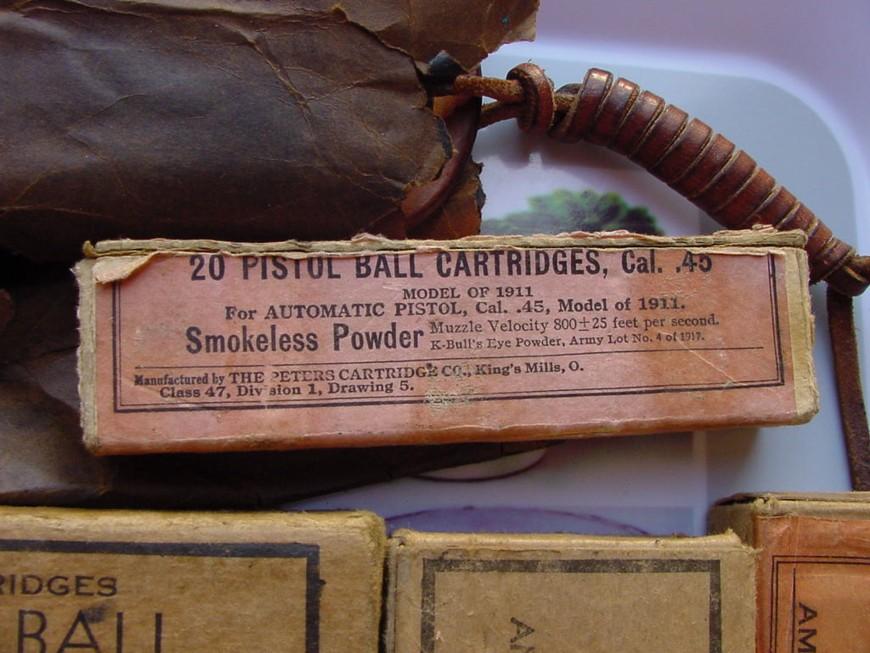 20 PISTOL BALL CARTRIDGES, Cal. .45
MODEL OF 1911
For AUTOMATIC PISTOL, Cal. .45, Model of 1911.
Smokeless Powder
Muzzle Velocity 800±25 feet per second.
K-Bull's Eye Powder, Army Lot No. 4 of 1917.
Manufactured by THE PETERS CARTRIDGE CO., King's Mills, O.
Class 47, Division 1, Drawing 5.
RIDGES
BALL
AM
AM